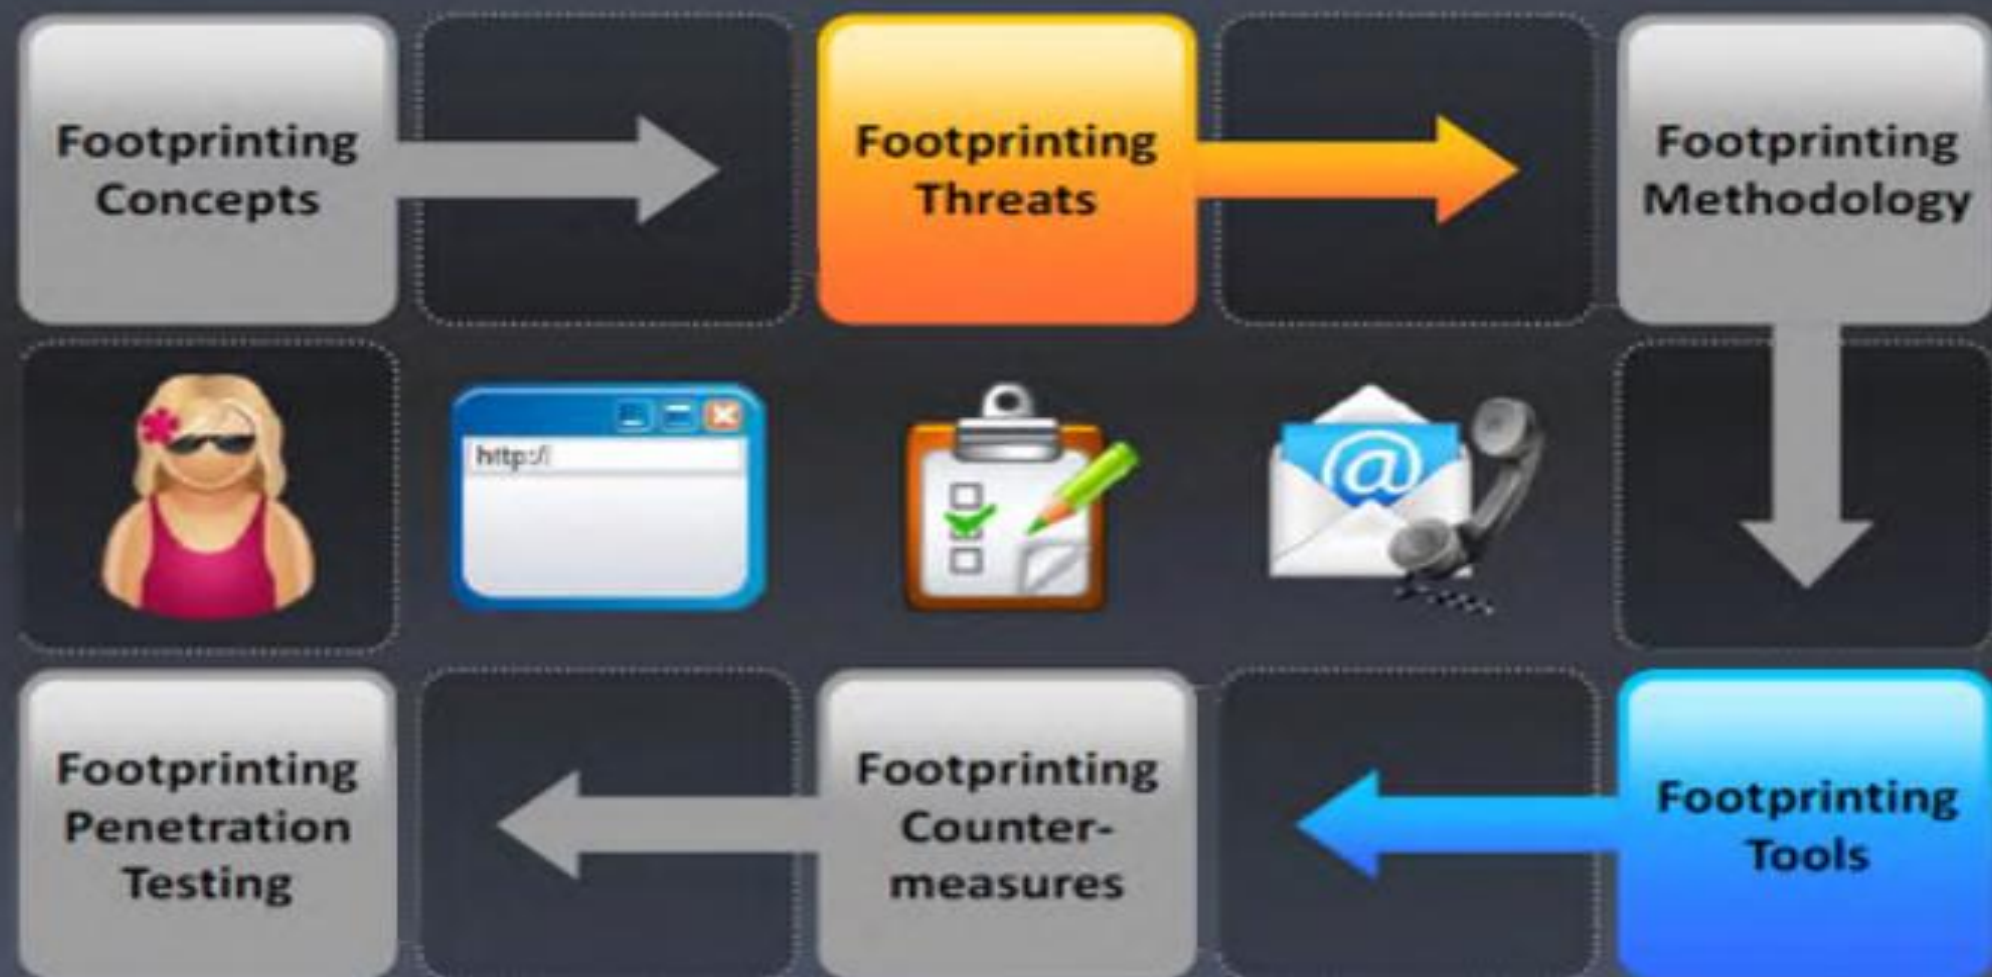 Footprinting
Concepts
Footprinting
Threats
Footprinting
Methodology
http://
Footprinting
Penetration
Testing
Footprinting
Counter-
measures
Footprinting
Tools